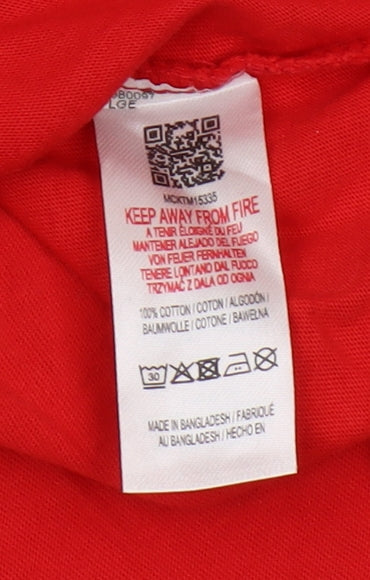 LGE
MCKTM15335
KEEP AWAY FROM FIRE
A TENIR ÉLOIGNÉ DU FEU
MANTENER ALEJADO DEL FUEGO
VON FEUER FERNHALTEN
TENERE LONTANO DAL FUOCO
TRZYMAĆ Z DALA OD OGNIA
100% COTTON / COTON / ALGODÓN /
BAUMWOLLE / COTONE / BAWEŁNA
30
MADE IN BANGLADESH / FABRIQUÉ
AU BANGLADESH / HECHO EN